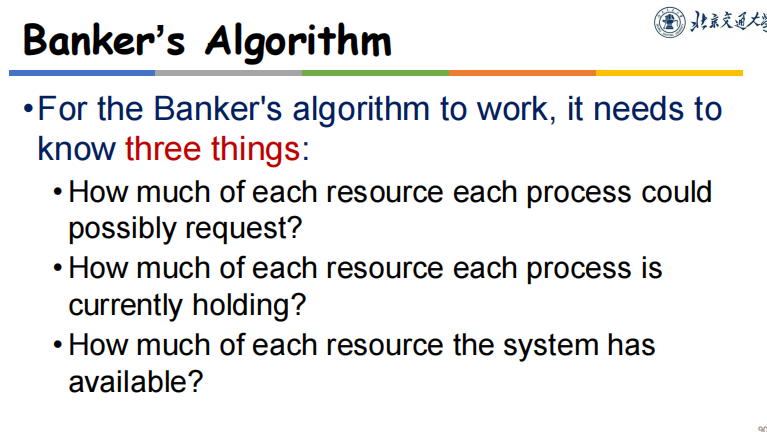 Banker’s Algorithm
北京交通大学
•For the Banker's algorithm to work, it needs to
know three things:
•How much of each resource each process could
possibly request?
•How much of each resource each process is
currently holding?
•How much of each resource the system has
available?
90